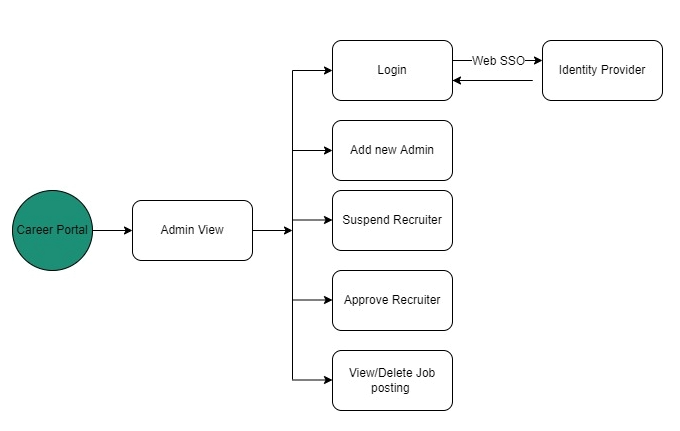 Login
Web SSO
Identity Provider
Add new Admin
Suspend Recruiter
Career Portal
Admin View
Approve Recruiter
View/Delete Job
posting